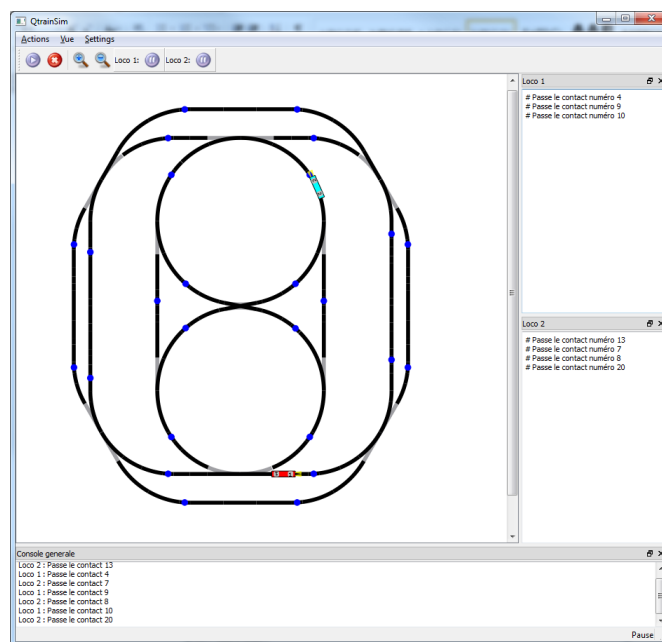 QtrainSim
Actions Vue Settings
Loco 1: Loco 2:
Loco 1
# Passe le contact numéro 4
# Passe le contact numéro 9
# Passe le contact numéro 10
Loco 2
# Passe le contact numéro 13
# Passe le contact numéro 7
# Passe le contact numéro 8
# Passe le contact numéro 20
Console generale
Loco 2 : Passe le contact 13
Loco 1 : Passe le contact 4
Loco 2 : Passe le contact 7
Loco 1 : Passe le contact 9
Loco 2 : Passe le contact 8
Loco 1 : Passe le contact 10
Loco 2 : Passe le contact 20
Pause